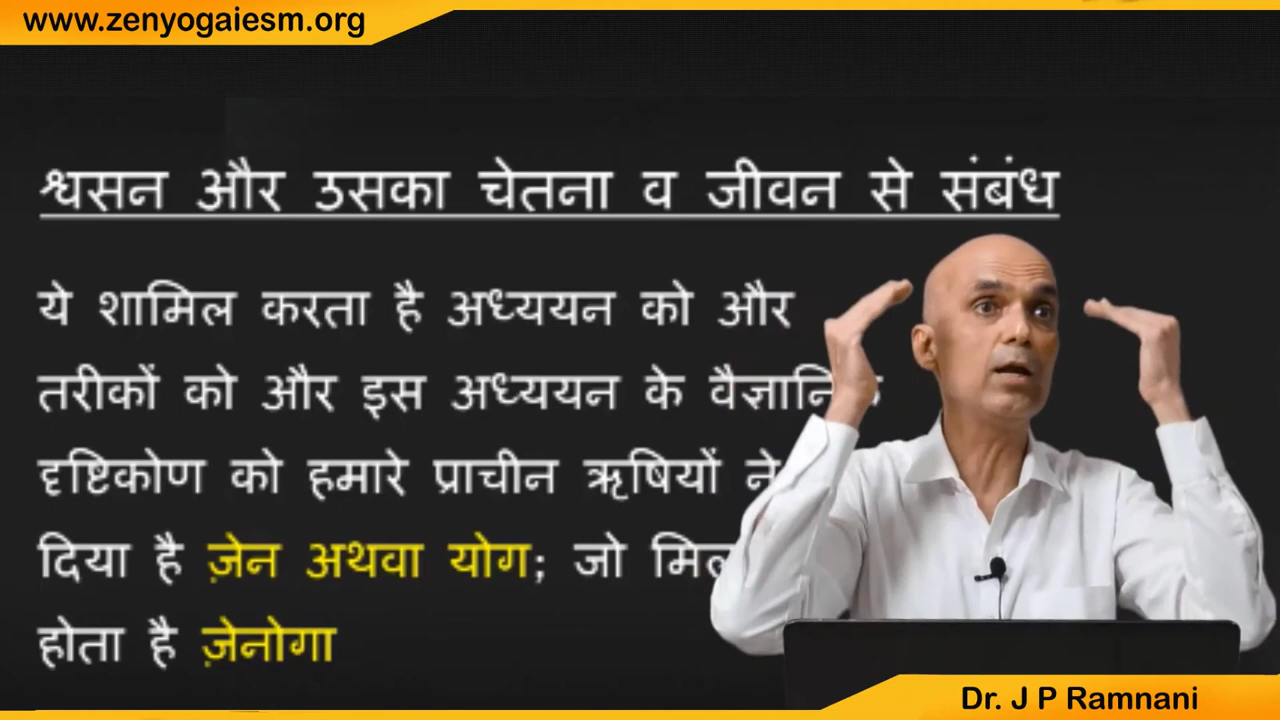 www.zenyogaiesm.org
श्वसन और उसका चेतना व जीवन से संबंध
ये शामिल करता है अध्ययन को और
तरीकों को और इस अध्ययन के वैज्ञानिक
दृष्टिकोण को हमारे प्राचीन ऋषियों ने
दिया है ज़ेन अथवा योग; जो
होता है ज़ेनोगा
Dr. J P Ramnani